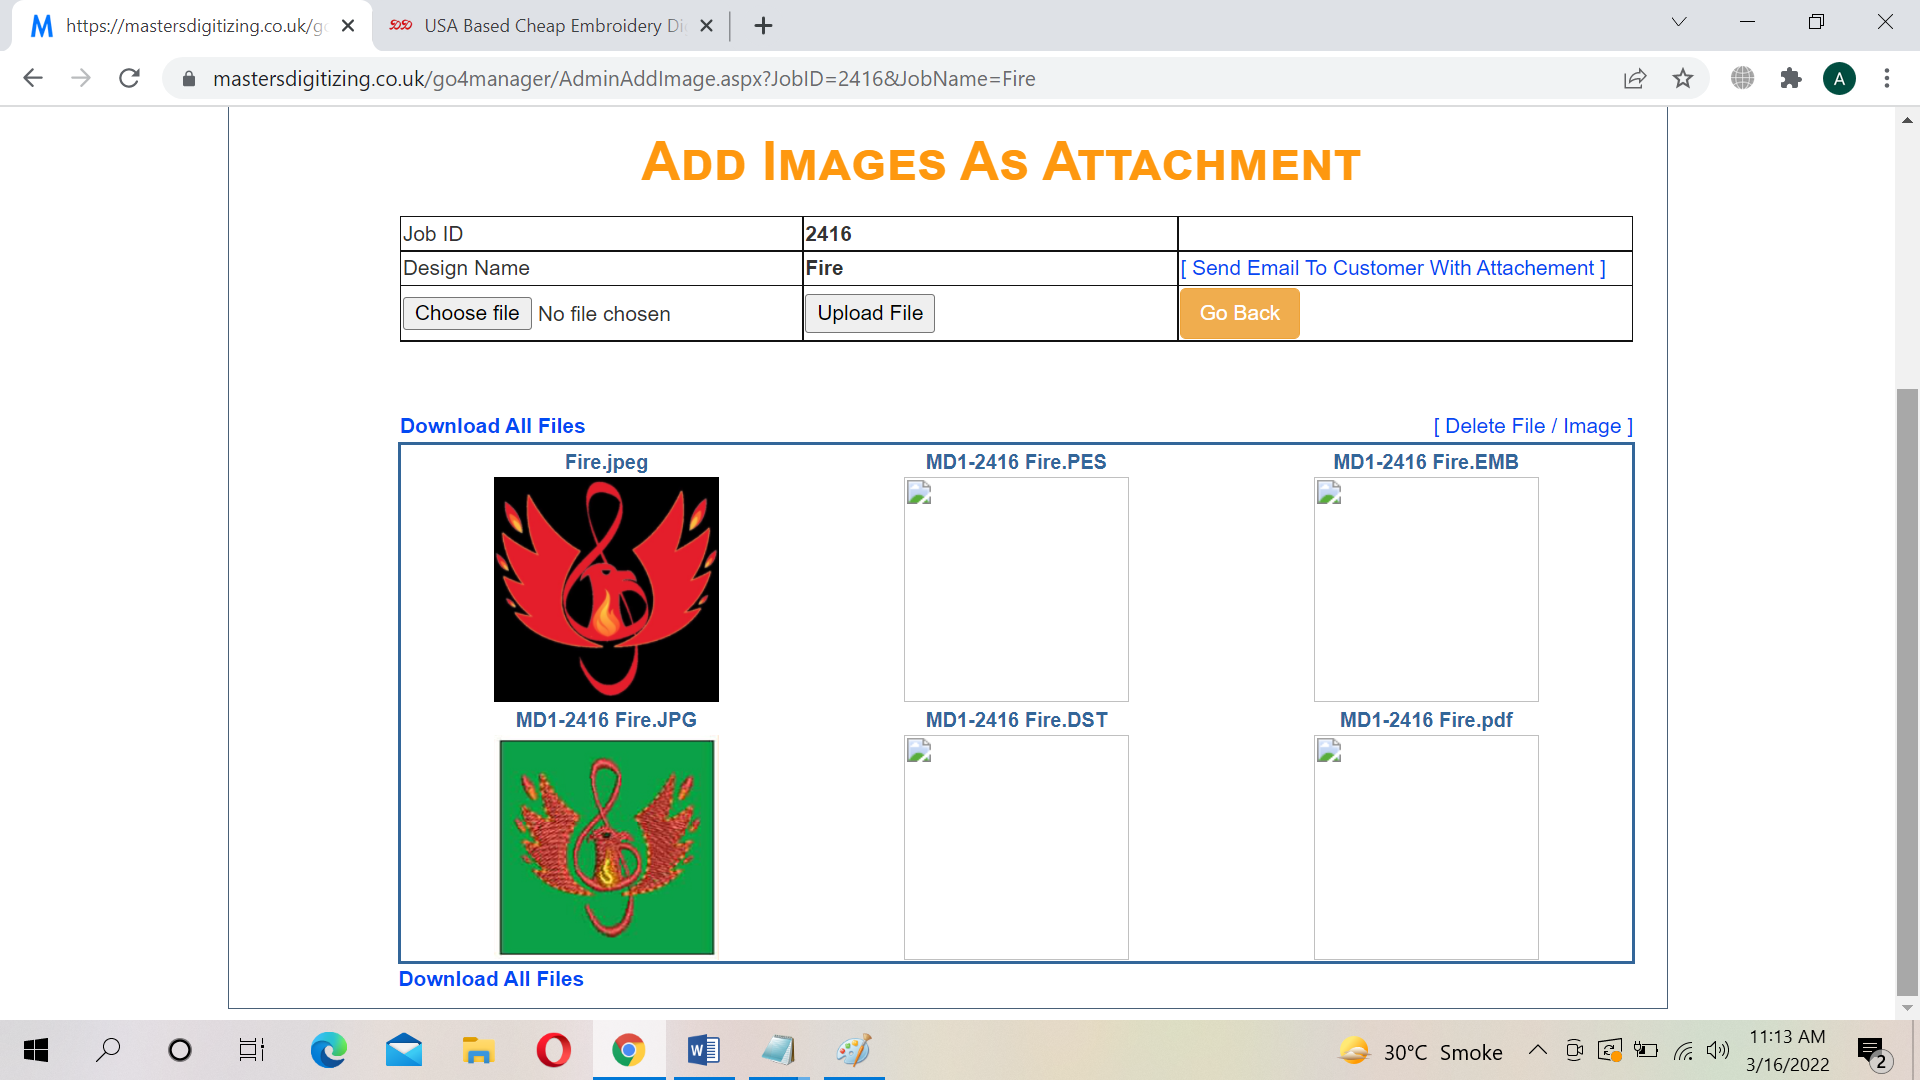 https://mastersdigitizing.co.uk/g
USA Based Cheap Embroidery Di
mastersdigitizing.co.uk/go4manager/AdminAddImage.aspx?JobID=2416&JobName=Fire
A
ADD IMAGES AS ATTACHMENT
Job ID 2416
Design Name Fire [ Send Email To Customer With Attachement ]
Choose file No file chosen Upload File Go Back
Download All Files [ Delete File / Image ]
Fire.jpeg MD1-2416 Fire.PES MD1-2416 Fire.EMB
MD1-2416 Fire.JPG MD1-2416 Fire.DST MD1-2416 Fire.pdf
Download All Files
30°C Smoke
11:13 AM
3/16/2022
2